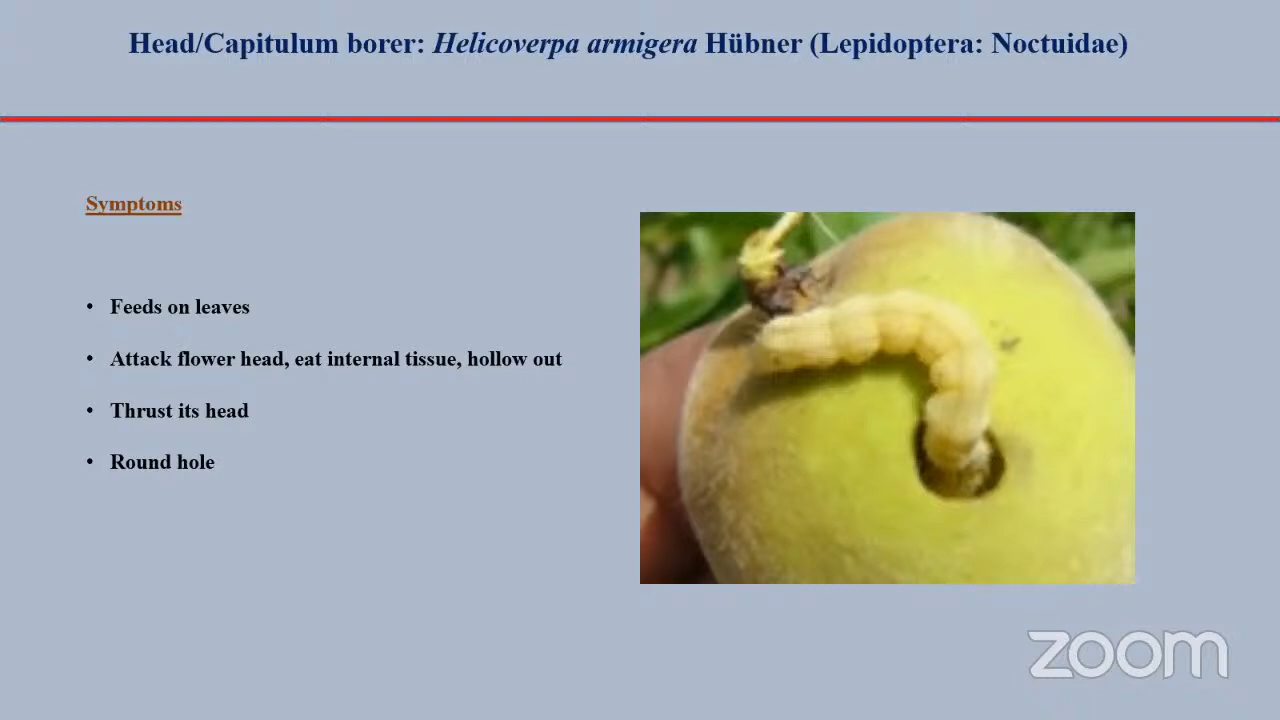 Head/Capitulum borer: Helicoverpa armigera Hübner (Lepidoptera: Noctuidae)
Symptoms
• Feeds on leaves
• Attack flower head, eat internal tissue, hollow out
• Thrust its head
• Round hole
zoom